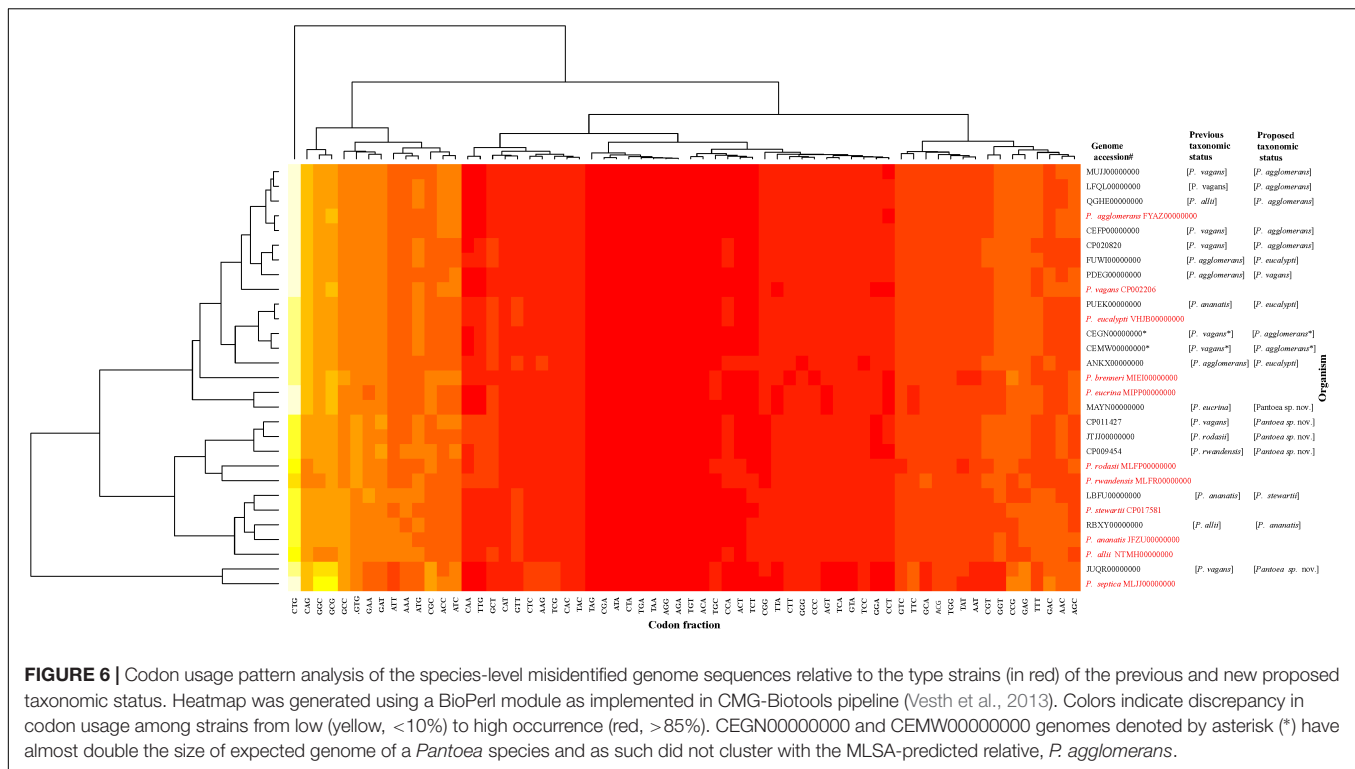 Genome accession# Previous taxonomic status Proposed taxonomic status
MUJJ00000000 [P. vagans] [P. agglomerans]
LFQL00000000 [P. vagans] [P. agglomerans]
QGHE00000000 [P. allii] [P. agglomerans]
P. agglomerans FYAZ00000000
CEFP00000000 [P. vagans] [P. agglomerans]
CP020820 [P. vagans] [P. agglomerans]
FUWI00000000 [P. agglomerans] [P. eucalypti]
PDEG00000000 [P. agglomerans] [P. vagans]
P. vagans CP002206
PUEK00000000 [P. ananatis] [P. eucalypti]
P. eucalypti VHJB00000000
CEGN00000000* [P. vagans*] [P. agglomerans*]
CEMW00000000* [P. vagans*] [P. agglomerans*]
ANKX00000000 [P. agglomerans] [P. eucalypti]
P. brenneri MIEI00000000
P. eucrina MIPP00000000
MAYN00000000 [P. eucrina] [Pantoea sp. nov.]
CP011427 [P. vagans] [Pantoea sp. nov.]
JTJJ00000000 [P. rodasii] [Pantoea sp. nov.]
CP009454 [P. rwandensis] [Pantoea sp. nov.]
P. rodasii MLFP00000000
P. rwandensis MLFR00000000
LBFU00000000 [P. ananatis] [P. stewartii]
P. stewartii CP017581
RBXY00000000 [P. allii] [P. ananatis]
P. ananatis JFZU00000000
P. allii NTMH00000000
JUQR00000000 [P. vagans] [Pantoea sp. nov.]
P. septica MLJJ00000000
Organism
CTG CAG GGC GCG GCC GTG GAA GAT ATT AAA ATG CGC ACC ATC CAA TTG GCT CAT GTT CTC AAG TCG CAC TAC TAG CGA ATA CTA TGA TAA AGG AGA TGT ACA TGC CCA ACT TCT CGG TTA CTT GGG CCC AGT TCA GTA TCC GGA CCT GTC TTC GCA ACG TGG TAT AAT CGT GGT CCG GAG TTT GAC AAC AGC
Codon fraction
FIGURE 6 | Codon usage pattern analysis of the species-level misidentified genome sequences relative to the type strains (in red) of the previous and new proposed
taxonomic status. Heatmap was generated using a BioPerl module as implemented in CMG-Biotools pipeline (Vesth et al., 2013). Colors indicate discrepancy in
codon usage among strains from low (yellow, <10%) to high occurrence (red, >85%). CEGN00000000 and CEMW00000000 genomes denoted by asterisk (*) have
almost double the size of expected genome of a Pantoea species and as such did not cluster with the MLSA-predicted relative, P. agglomerans.